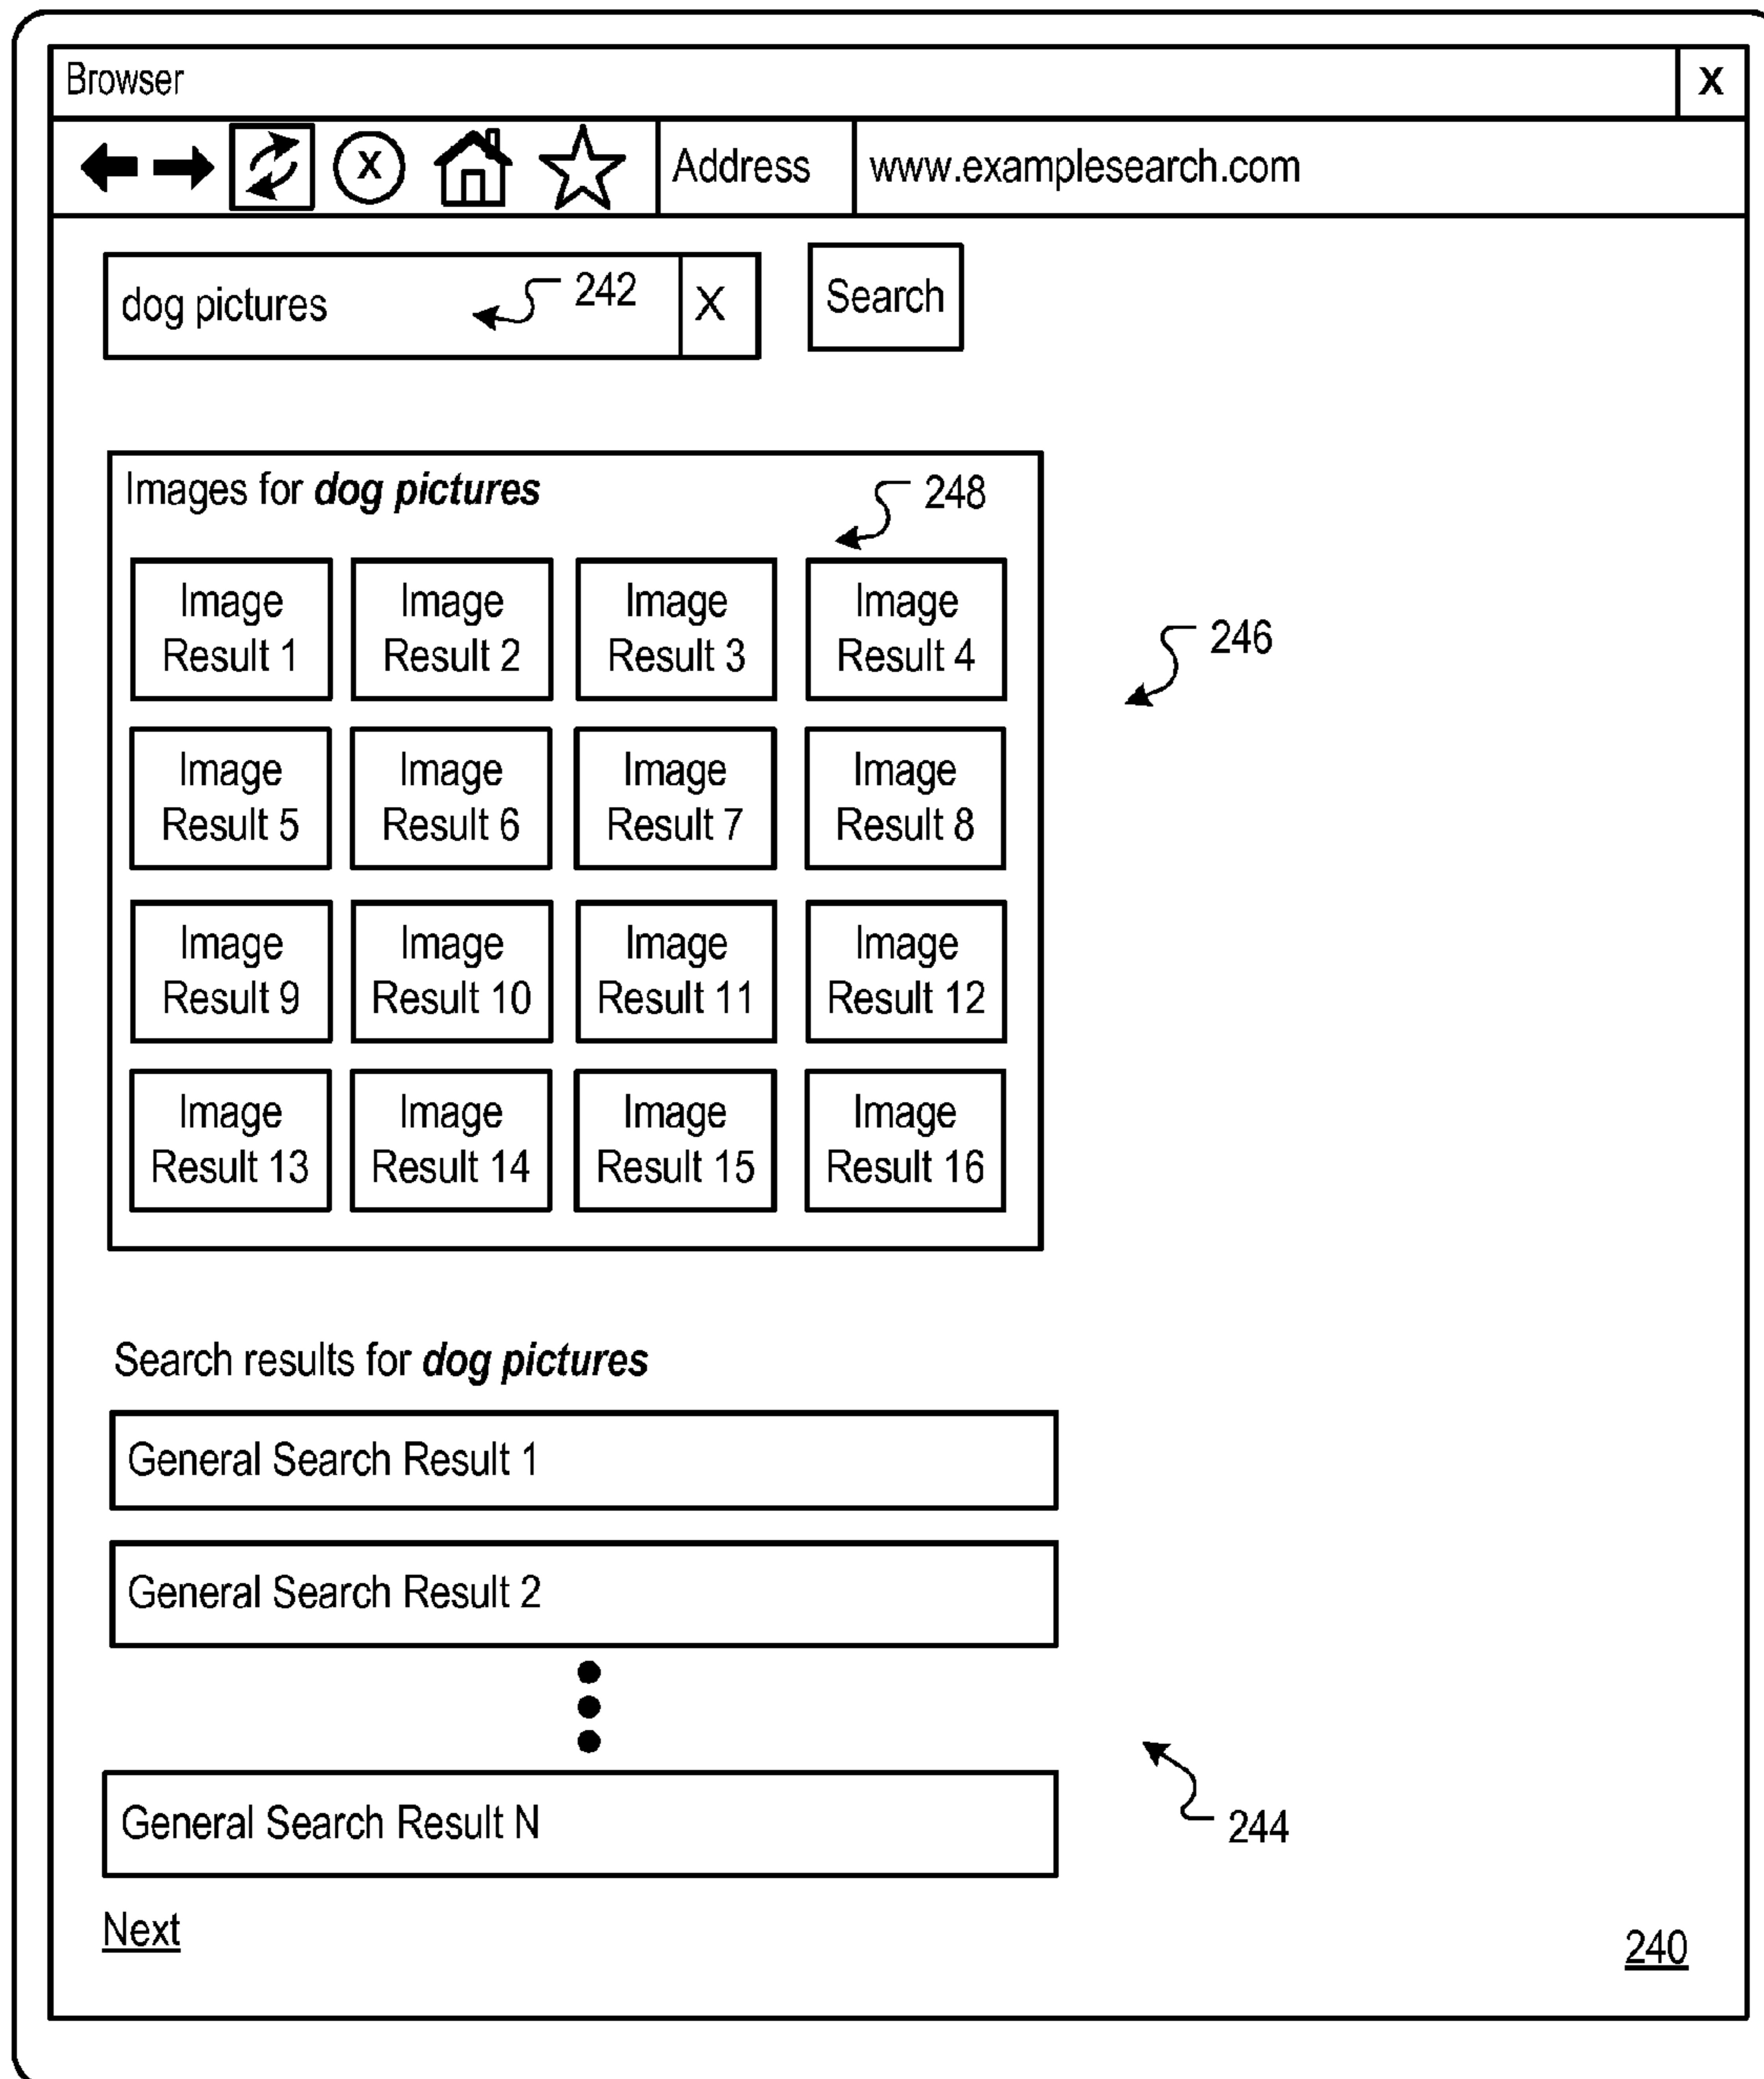 Browser X
X Address www.examplesearch.com
dog pictures 242 X Search
Images for dog pictures 248
Image Result 1
Image Result 2
Image Result 3
Image Result 4
246
Image Result 5
Image Result 6
Image Result 7
Image Result 8
Image Result 9
Image Result 10
Image Result 11
Image Result 12
Image Result 13
Image Result 14
Image Result 15
Image Result 16
Search results for dog pictures
General Search Result 1
General Search Result 2
General Search Result N
244
Next
240